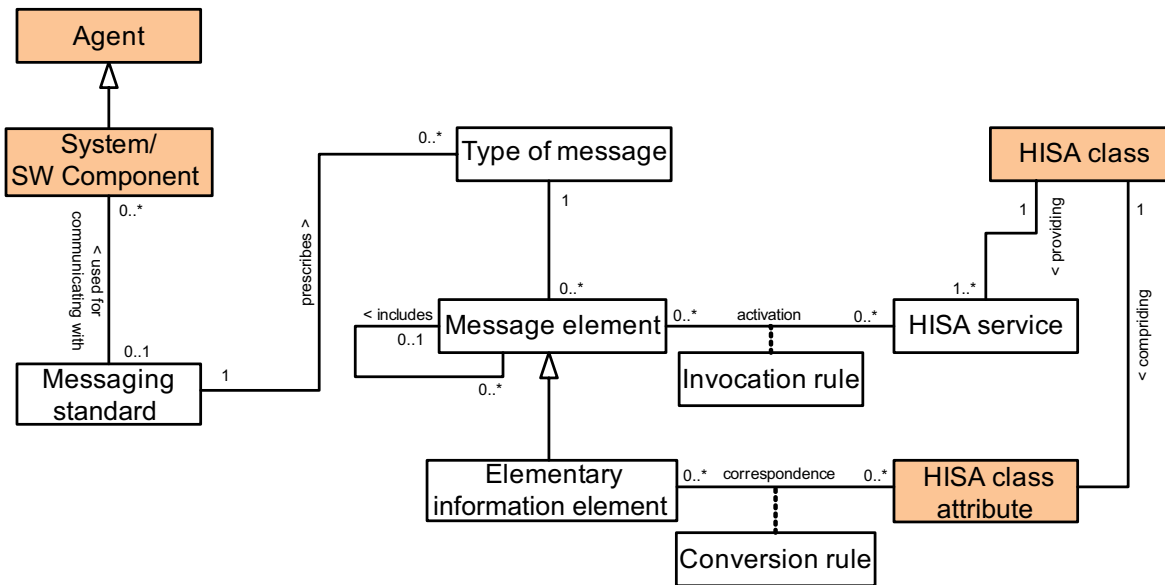 Agent
System/
SW Component
0..*
< used for
communicating with
0..1
Messaging
standard
1
prescribes >
0..*
Type of message
1
0..*
Message element
< includes
0..1
0..*
0..*
activation
0..*
Invocation rule
HISA service
1..*
< providing
1
HISA class
1
< compriding
Elementary
information element
0..*
correspondence
0..*
Conversion rule
HISA class
attribute